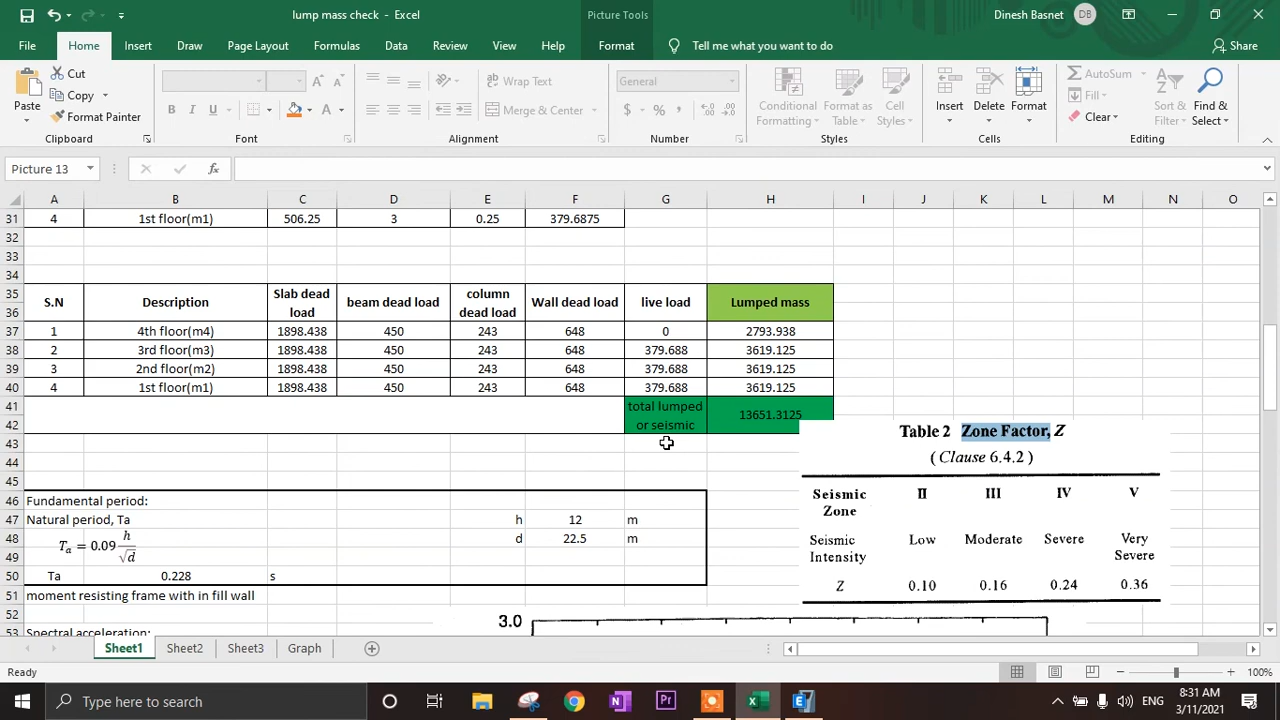 lump mass check - Excel
Picture Tools
Dinesh Basnet
DB
File Home Insert Draw Page Layout Formulas Data Review View Help Format Tell me what you want to do Share
Paste
Cut
Copy
Format Painter
Clipboard
B I U
A A
Font
Wrap Text
Merge & Center
Alignment
General
$ % ,
Number
Conditional Formatting
Format as Table
Cell Styles
Styles
Insert Delete Format
Cells
AutoSum
Fill
Clear
Sort & Filter
Find & Select
Editing
Picture 13
fx
A B C D E F G H I J K L M N O
31 4 1st floor(m1) 506.25 3 0.25 379.6875
32
33
34
35 S.N Description Slab dead load beam dead load column dead load Wall dead load live load Lumped mass
36
37 1 4th floor(m4) 1898.438 450 243 648 0 2793.938
38 2 3rd floor(m3) 1898.438 450 243 648 379.688 3619.125
39 3 2nd floor(m2) 1898.438 450 243 648 379.688 3619.125
40 4 1st floor(m1) 1898.438 450 243 648 379.688 3619.125
41 total lumped 13651.3125
42 or seismic
43
44
45
46 Fundamental period:
47 Natural period, Ta h 12 m
48 d 22.5 m
Ta = 0.09 h/√d
49
50 Ta 0.228 s
51 moment resisting frame with in fill wall
52
53 Spectral acceleration:
Table 2 Zone Factor, Z
( Clause 6.4.2 )
Seismic Zone II III IV V
Seismic Intensity Low Moderate Severe Very Severe
Z 0.10 0.16 0.24 0.36
3.0
Sheet1 Sheet2 Sheet3 Graph
Ready
100%
Type here to search
ENG
8:31 AM
3/11/2021